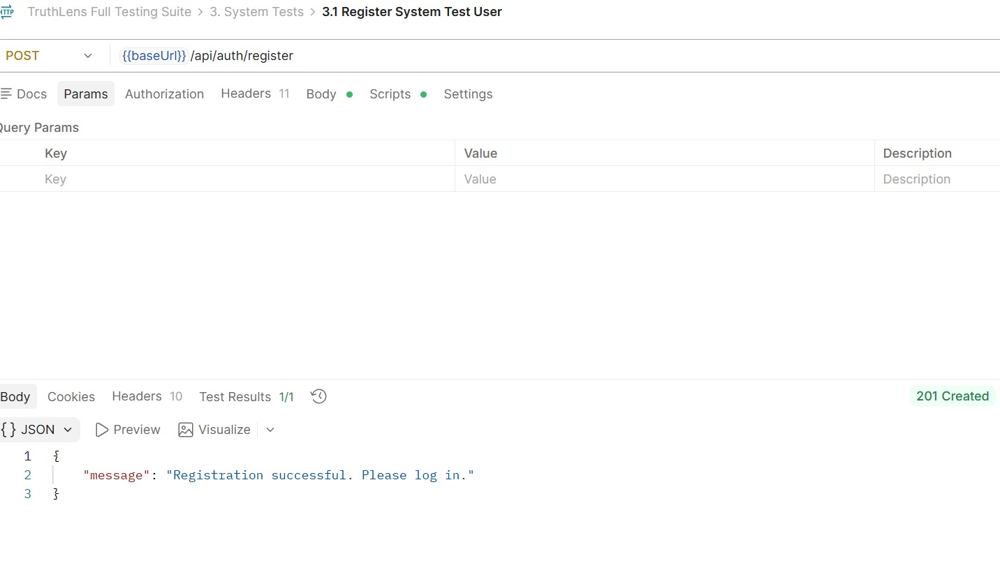 HTTP TruthLens Full Testing Suite > 3. System Tests > 3.1 Register System Test User
POST {{baseUrl}} /api/auth/register
Docs Params Authorization Headers 11 Body Scripts Settings
Query Params
Key Value Description
Key Value Description
Body Cookies Headers 10 Test Results 1/1 201 Created
{} JSON Preview Visualize
1 {
2 "message": "Registration successful. Please log in."
3 }